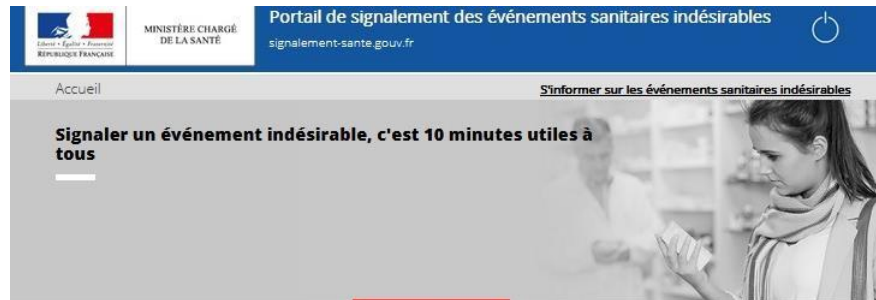 Liberté • Égalité • Fraternité
RÉPUBLIQUE FRANÇAISE
MINISTÈRE CHARGÉ
DE LA SANTÉ
Portail de signalement des événements sanitaires indésirables
signalement-sante.gouv.fr
Accueil
S'informer sur les événements sanitaires indésirables
Signaler un événement indésirable, c'est 10 minutes utiles à
tous